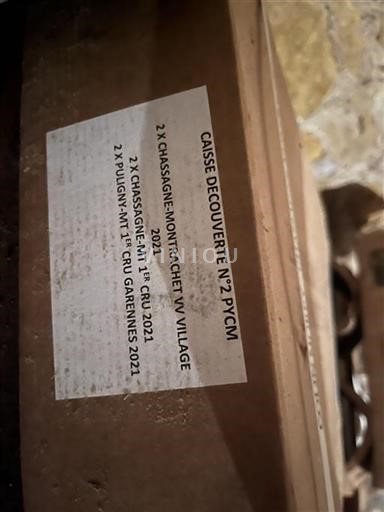 CAISSE DECOUVERTE N°2 PYCM
2 X CHASSAGNE-MONTRACHET VV VILLAGE
2 X CHASSAGNE-MT 1ER CRU 2021
2 X PULIGNY-MT 1ER CRU GARENNES 2021